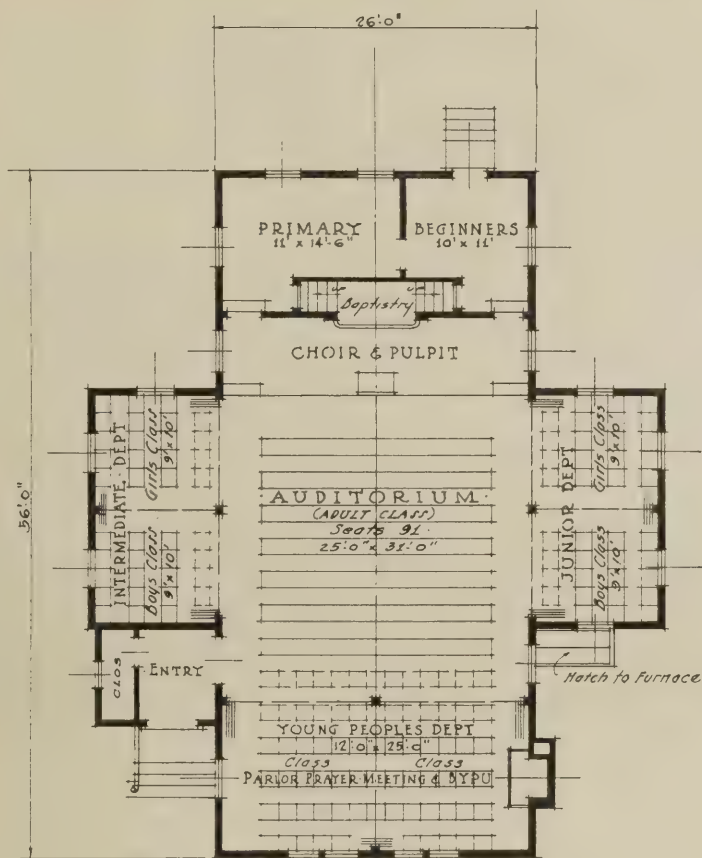 26'-0"
PRIMARY
11' x 14'-6"
BEGINNERS
10' x 11'
Baptistry
CHOIR & PULPIT
56'-0"
INTERMEDIATE · DEPT
Girls Class
9' x 10'
Boys Class
9' x 10'
· AUDITORIUM ·
(ADULT CLASS)
Seats 91 ·
25'-0" x 31'-0"
JUNIOR DEPT
Girls Class
9' x 10'
Boys Class
9' x 10'
CLOS
ENTRY
Hatch to Furnace
YOUNG PEOPLES DEPT
12'-0" x 25'-0"
Class Class
PARLOR PRAYER MEETING & BYPU